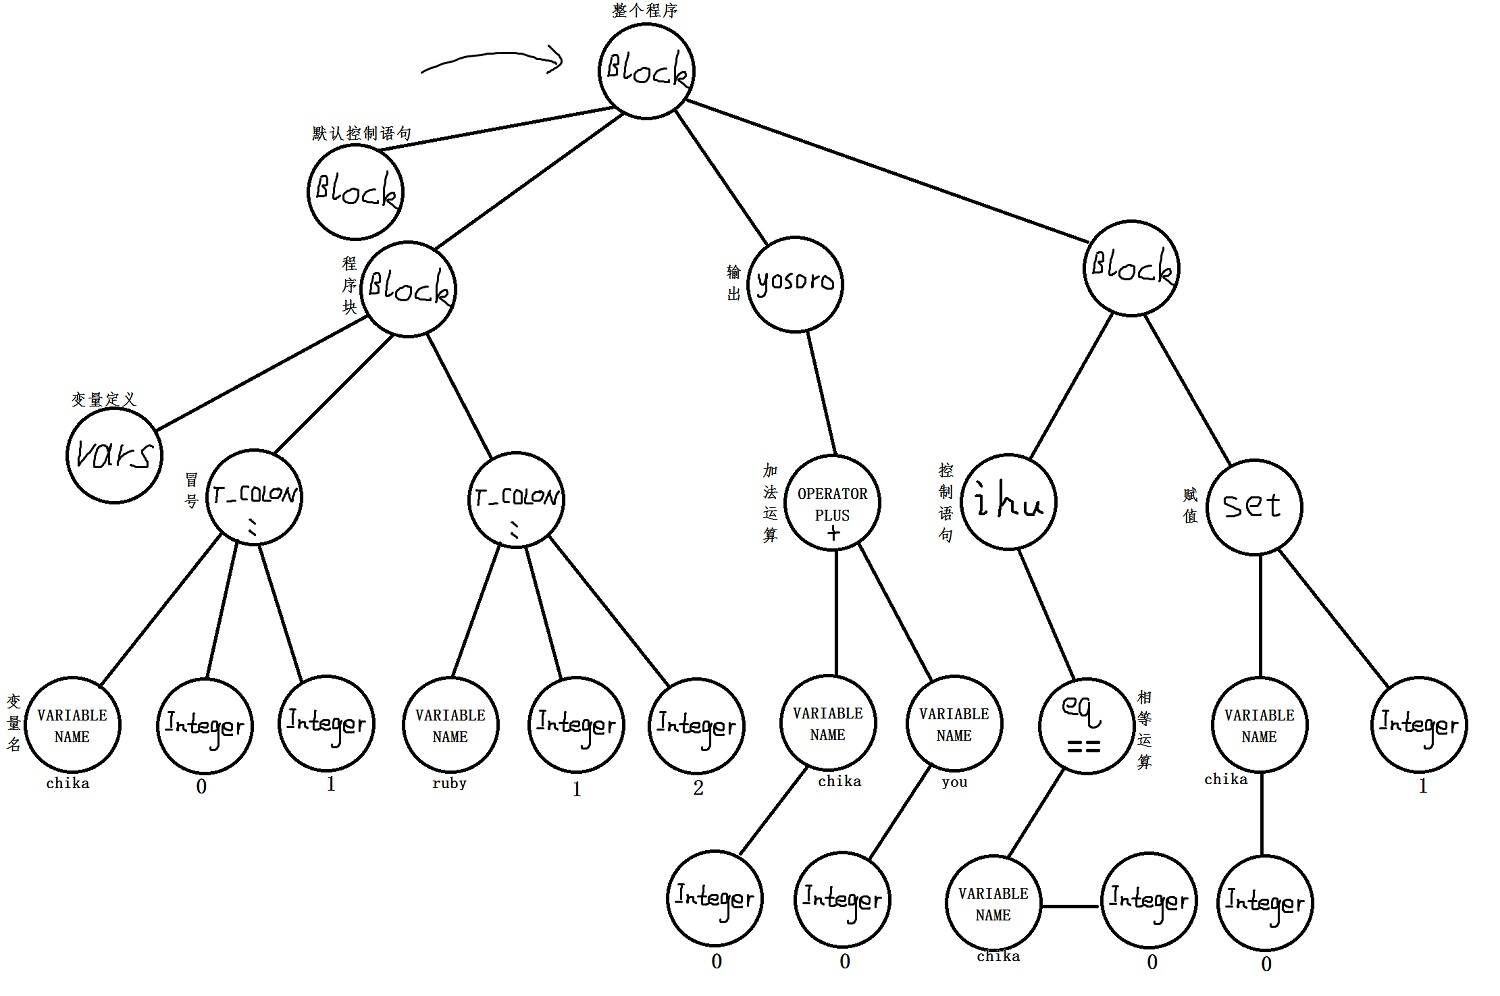 整个程序
Block
默认控制语句
Block
程序块
Block
输出
yosoro
Block
变量定义
vars
冒号
T_COLON
:
T_COLON
:
加法运算
OPERATOR
PLUS
+
控制语句
ihu
赋值
set
变量名
VARIABLE
NAME
chika
Integer
0
Integer
1
VARIABLE
NAME
ruby
Integer
1
Integer
2
VARIABLE
NAME
chika
VARIABLE
NAME
you
eq
==
相等运算
VARIABLE
NAME
chika
Integer
1
Integer
0
Integer
0
VARIABLE
NAME
chika
Integer
0
Integer
0